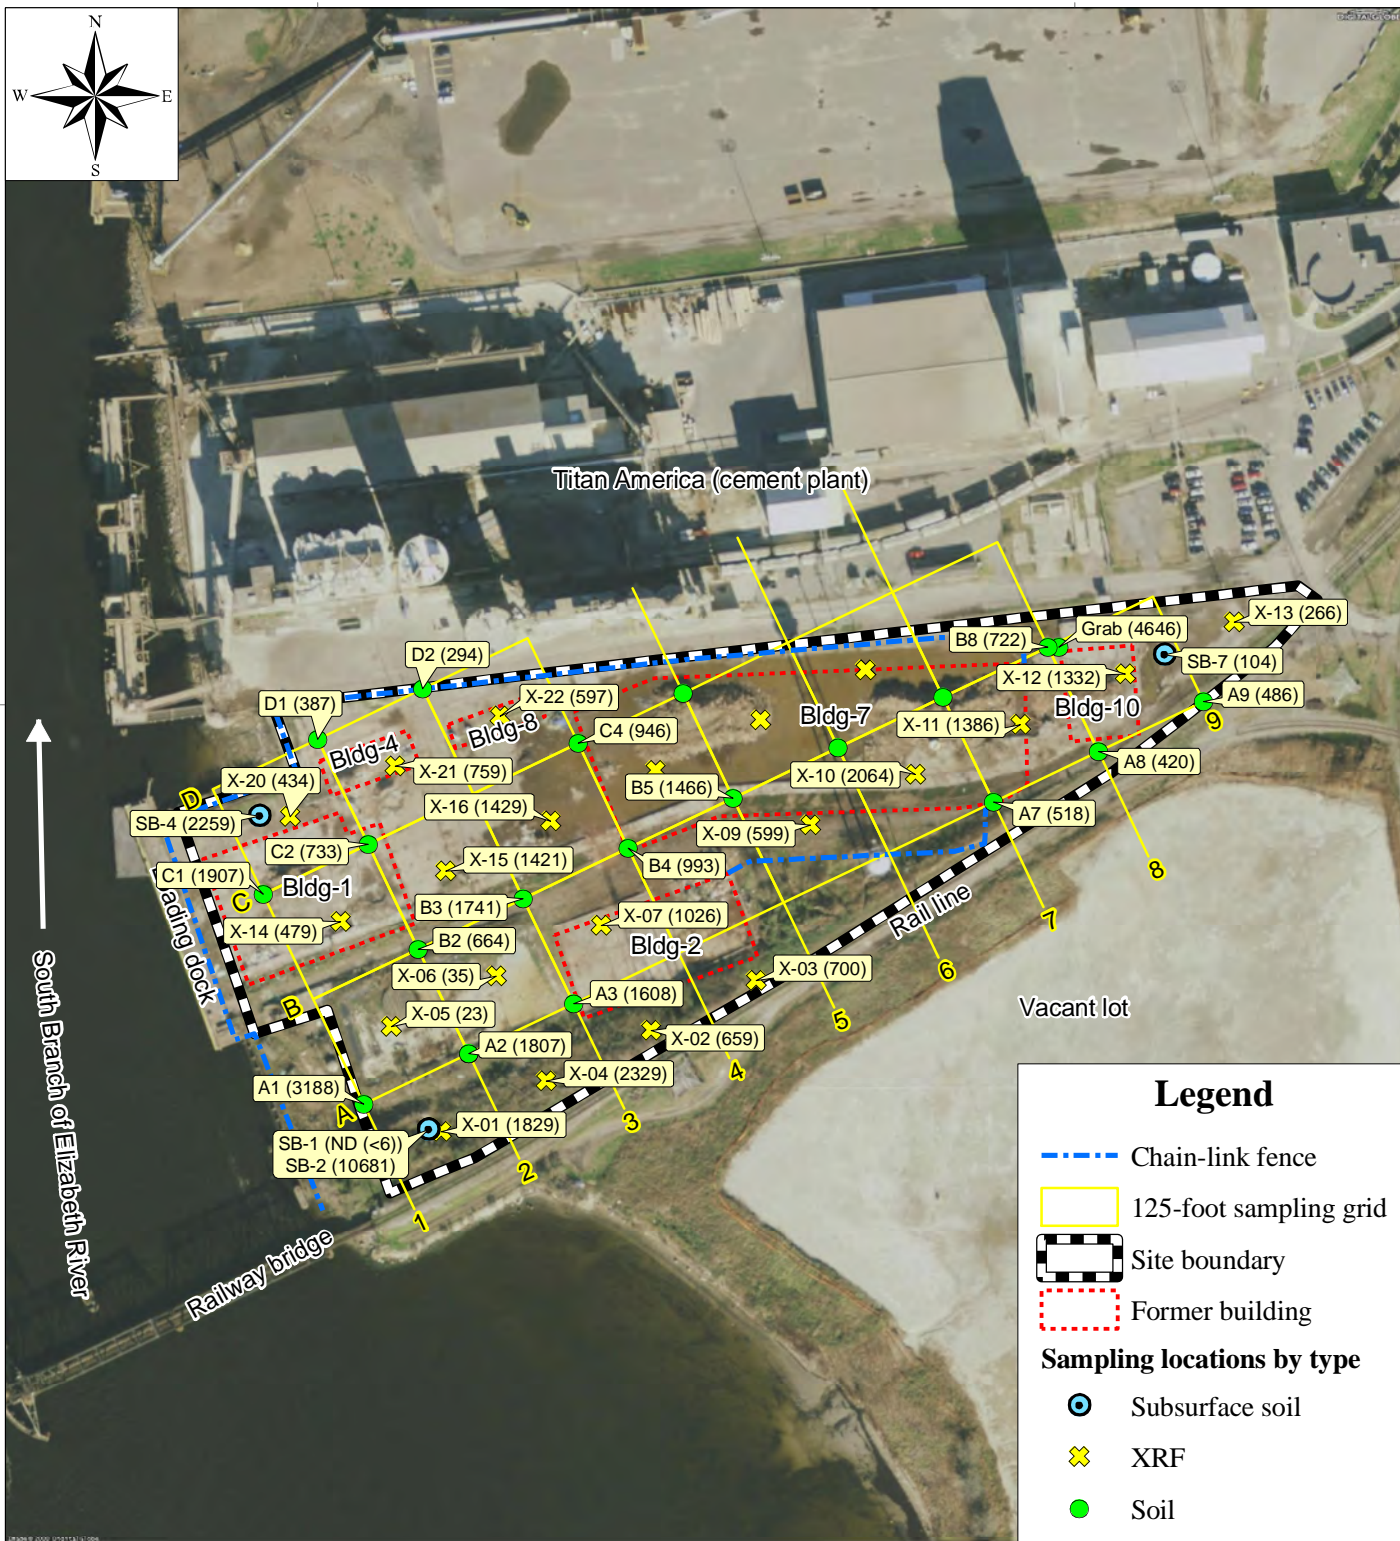 DIGITALGLOBE
N
W
E
S
Titan America (cement plant)
X-13 (266)
Grab (4646)
B8 (722)
D2 (294)
SB-7 (104)
X-12 (1332)
X-22 (597)
A9 (486)
D1 (387)
Bldg-10
9
Bldg-8
Bldg-7
X-11 (1386)
C4 (946)
Bldg-4
A8 (420)
X-20 (434)
X-21 (759)
X-10 (2064)
B5 (1466)
D
X-16 (1429)
A7 (518)
SB-4 (2259)
X-09 (599)
C2 (733)
B4 (993)
X-15 (1421)
8
C1 (1907)
Bldg-1
C
B3 (1741)
Rail line
X-07 (1026)
7
X-14 (479)
Bldg-2
B2 (664)
Loading dock
X-03 (700)
6
X-06 (35)
A3 (1608)
B
Vacant lot
X-05 (23)
5
X-02 (659)
A2 (1807)
4
X-04 (2329)
A1 (3188)
A
3
X-01 (1829)
SB-1 (ND (<6))
SB-2 (10681)
2
1
South Branch of Elizabeth River
Railway bridge
Legend
Chain-link fence
125-foot sampling grid
Site boundary
Former building
Sampling locations by type
Subsurface soil
XRF
Soil